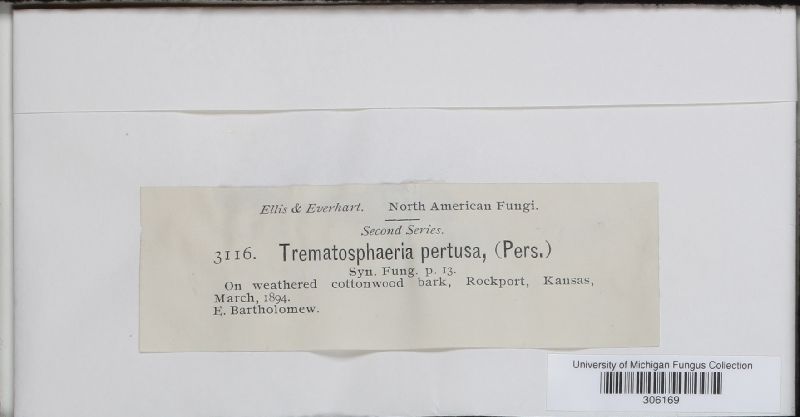 Ellis & Everhart. North American Fungi.
Second Series.
3116. Trematosphaeria pertusa, (Pers.)
Syn. Fung. p. 13.
On weathered cottonwood bark, Rockport, Kansas,
March, 1894.
E. Bartholomew.
University of Michigan Fungus Collection
306169